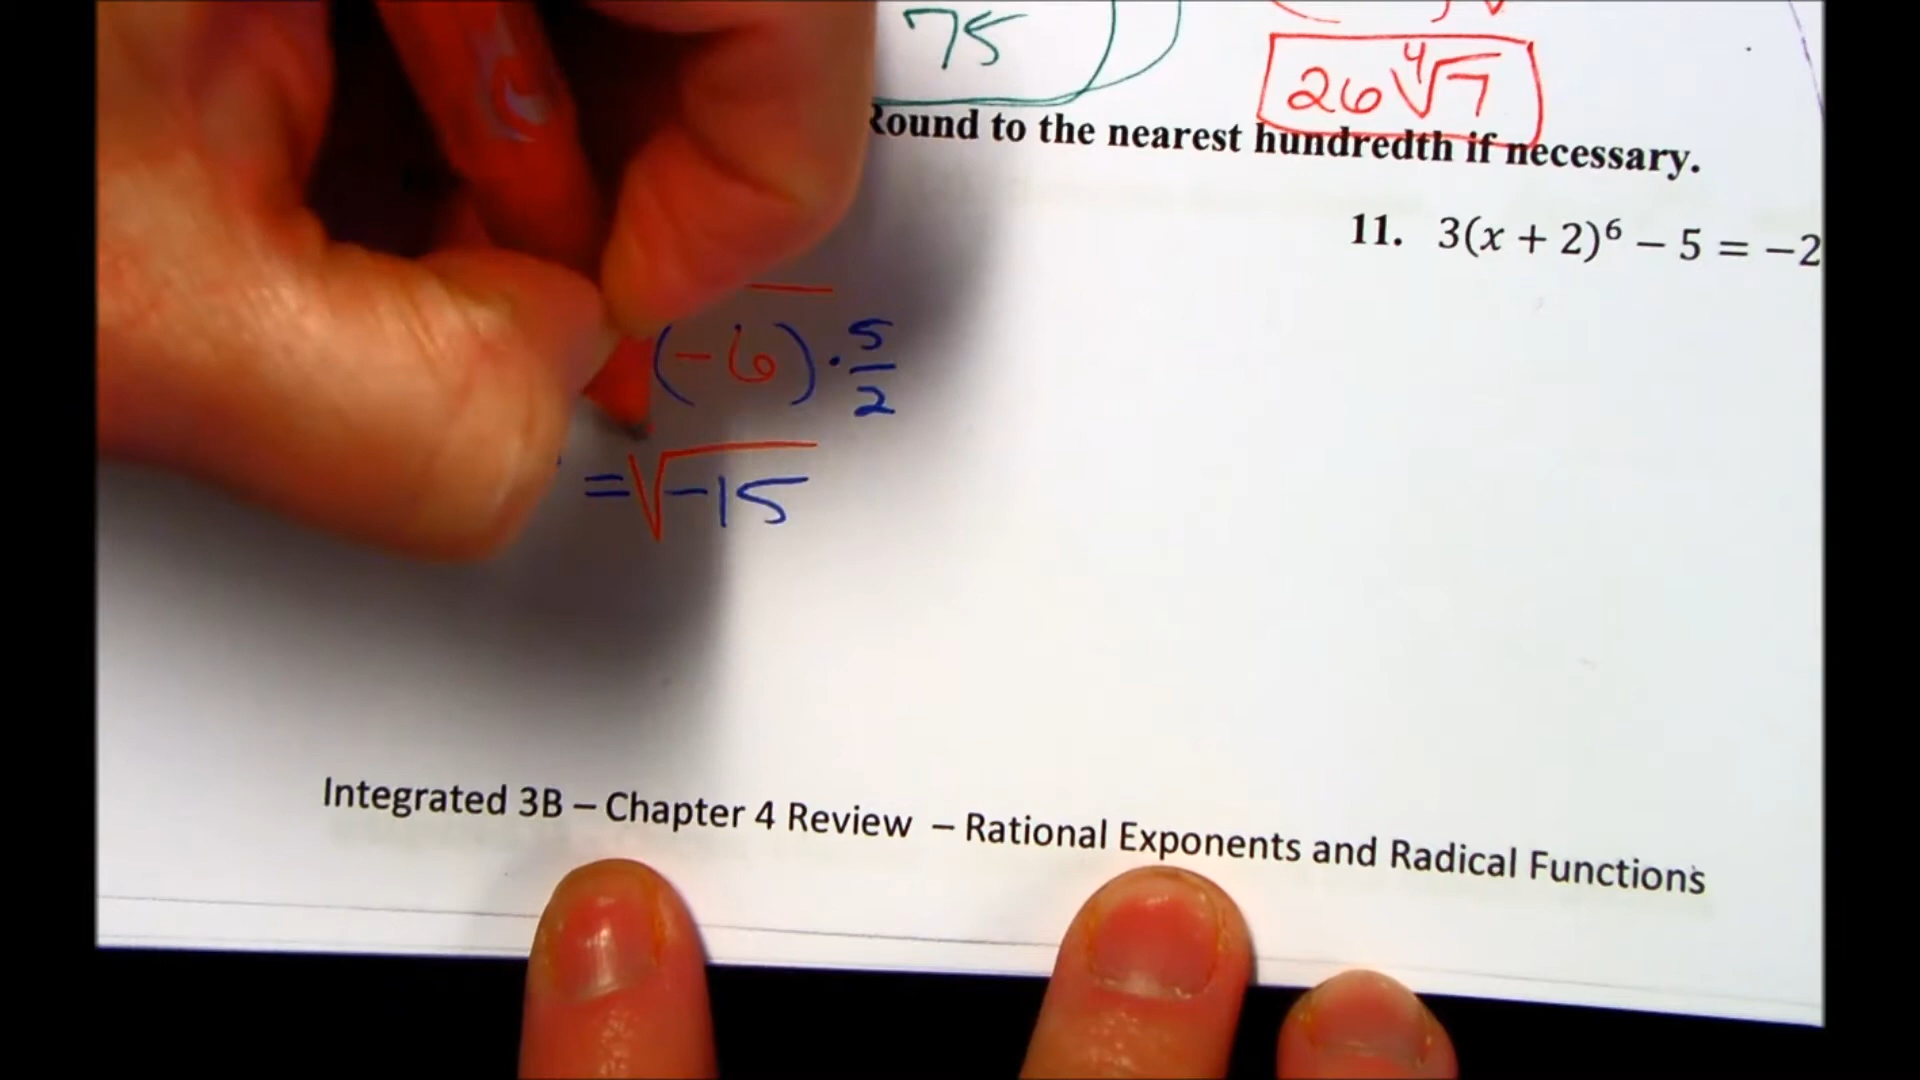 75
26∜7
Round to the nearest hundredth if necessary.
11. 3(x + 2)⁶ − 5 = −2
(-6) · 5/2
= √-15
Integrated 3B – Chapter 4 Review – Rational Exponents and Radical Functions